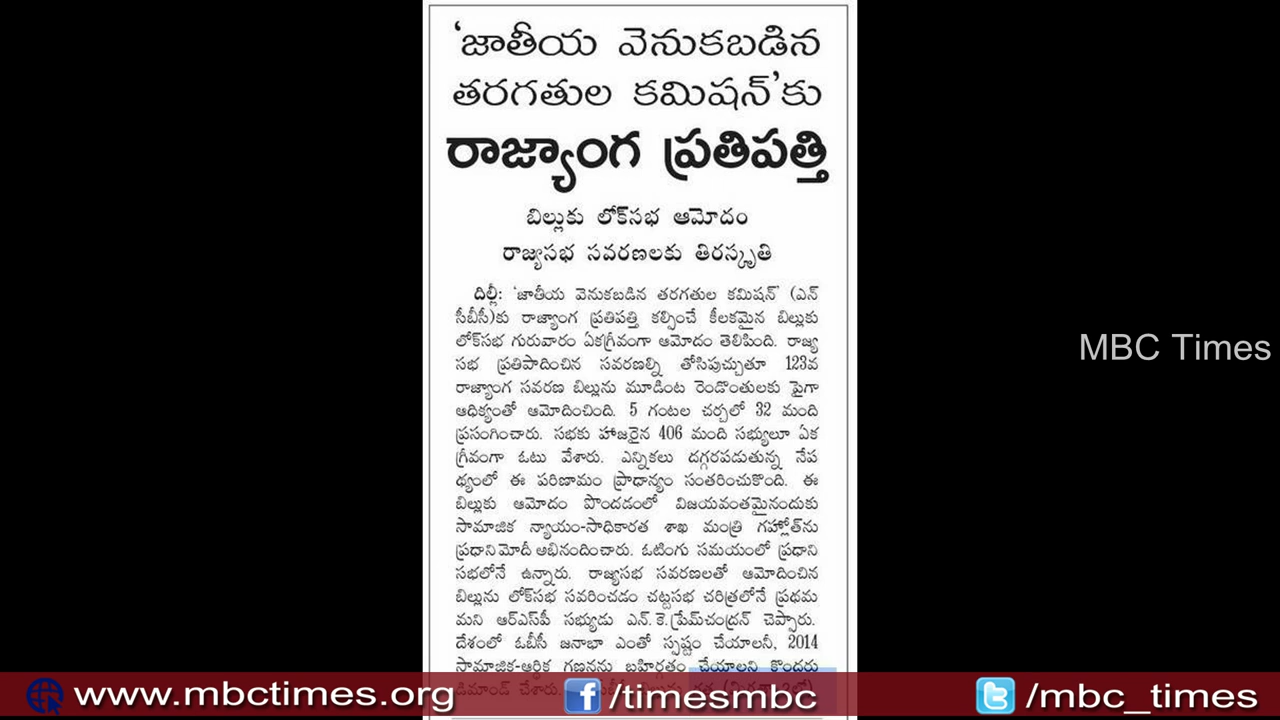 ‘జాతీయ వెనుకబడిన
తరగతుల కమిషన్’కు
రాజ్యాంగ ప్రతిపత్తి
బిల్లుకు లోక్‌సభ ఆమోదం
రాజ్యసభ సవరణలకు తిరస్కృతి
దిల్లీ: ‘జాతీయ వెనుకబడిన తరగతుల కమిషన్’ (ఎన్
సీబీసీ)కు రాజ్యాంగ ప్రతిపత్తి కల్పించే కీలకమైన బిల్లుకు
లోక్‌సభ గురువారం ఏకగ్రీవంగా ఆమోదం తెలిపింది. రాజ్య
సభ ప్రతిపాదించిన సవరణల్ని తోసిపుచ్చుతూ 123వ
రాజ్యాంగ సవరణ బిల్లును మూడింట రెండొంతులకు పైగా
ఆధిక్యంతో ఆమోదించింది. 5 గంటల చర్చలో 32 మంది
ప్రసంగించారు. సభకు హాజరైన 406 మంది సభ్యులూ ఏక
గ్రీవంగా ఓటు వేశారు. ఎన్నికలు దగ్గరపడుతున్న నేప
థ్యంలో ఈ పరిణామం ప్రాధాన్యం సంతరించుకొంది. ఈ
బిల్లుకు ఆమోదం పొందడంలో విజయవంతమైనందుకు
సామాజిక న్యాయం-సాధికారత శాఖ మంత్రి గహ్లోత్‌ను
ప్రధాని మోదీ అభినందించారు. ఓటింగు సమయంలో ప్రధాని
సభలోనే ఉన్నారు. రాజ్యసభ సవరణలతో ఆమోదించిన
బిల్లును లోక్‌సభ సవరించడం చట్టసభ చరిత్రలోనే ప్రథమ
మని ఆర్ఎస్‌పీ సభ్యుడు ఎన్.కె.ప్రేమ్‌చంద్రన్ చెప్పారు.
దేశంలో ఓబీసీ జనాభా ఎంతో స్పష్టం చేయాలనీ, 2014
సామాజిక-ఆర్థిక గణనను బహిర్గతం చేయాలని కొందరు
డిమాండ్ చేశారు.
MBC Times
www.mbctimes.org
/timesmbc
/mbc_times